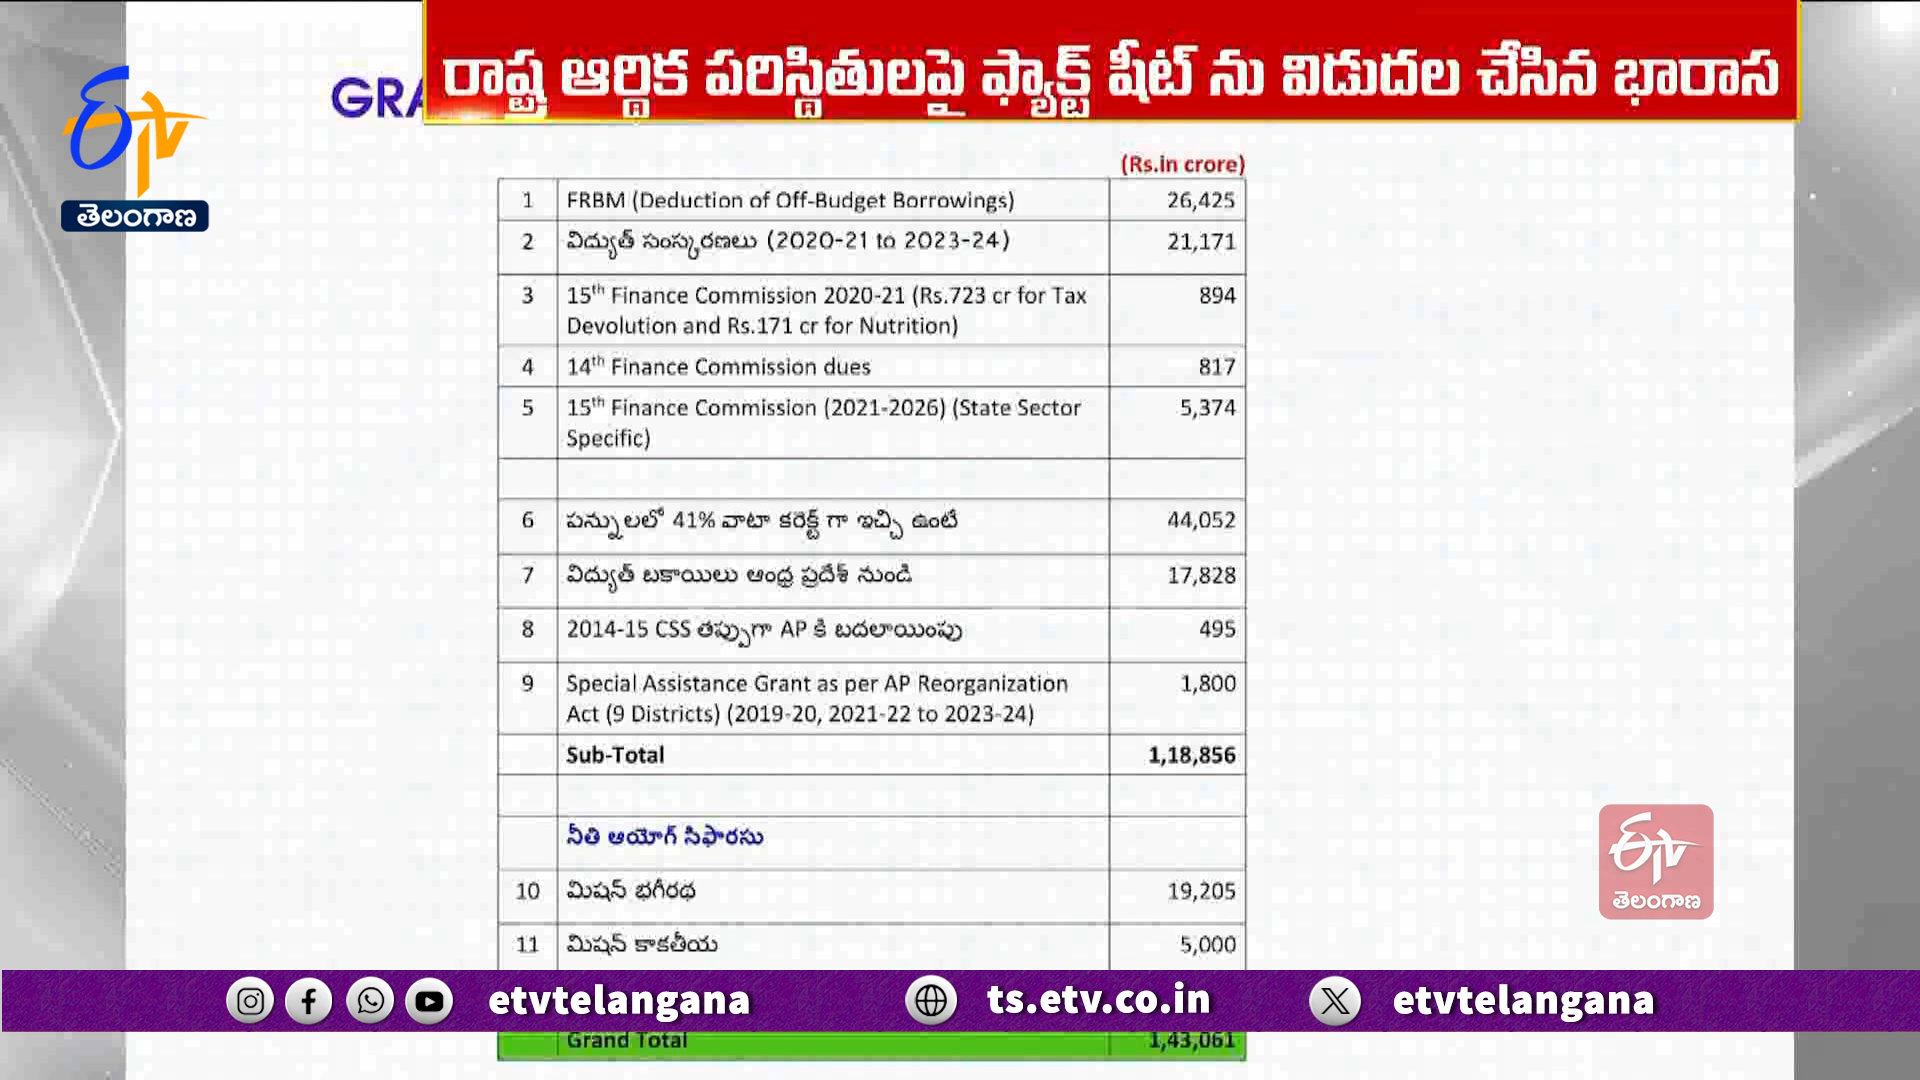 రాష్ట్ర ఆర్థిక పరిస్థితులపై ఫ్యాక్ట్ షీట్ ను విడుదల చేసిన భారాస
ETV
తెలంగాణ
(Rs.in crore)
1 FRBM (Deduction of Off-Budget Borrowings) 26,425
2 విద్యుత్ సంస్కరణలు (2020-21 to 2023-24) 21,171
3 15th Finance Commission 2020-21 (Rs.723 cr for Tax 894
Devolution and Rs.171 cr for Nutrition)
4 14th Finance Commission dues 817
5 15th Finance Commission (2021-2026) (State Sector 5,374
Specific)
6 పన్నులలో 41% వాటా కరెక్ట్ గా ఇచ్చి ఉంటే 44,052
7 విద్యుత్ బకాయిలు ఆంధ్ర ప్రదేశ్ నుండి 17,828
8 2014-15 CSS తప్పుగా AP కి బదలాయింపు 495
9 Special Assistance Grant as per AP Reorganization 1,800
Act (9 Districts) (2019-20, 2021-22 to 2023-24)
Sub-Total 1,18,856
నీతి ఆయోగ్ సిఫారసు
10 మిషన్ భగీరథ 19,205
11 మిషన్ కాకతీయ 5,000
ETV
తెలంగాణ
etvtelangana ts.etv.co.in etvtelangana
Grand Total 1,43,061